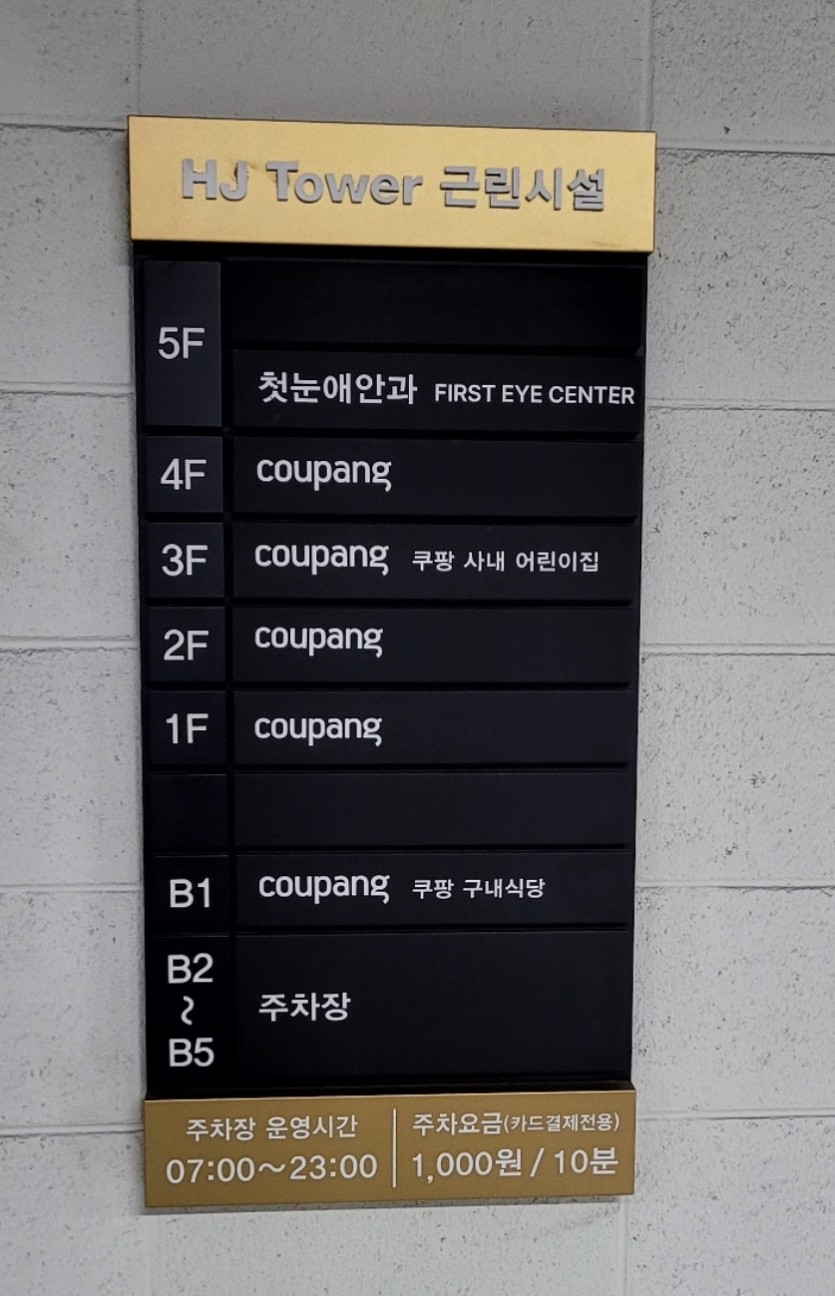 HJ Tower 근린시설
5F
첫눈애안과 FIRST EYE CENTER
4F coupang
3F coupang 쿠팡 사내 어린이집
2F coupang
1F coupang
B1 coupang 쿠팡 구내식당
B2
~
B5
주차장
주차장 운영시간
07:00~23:00
주차요금(카드결제전용)
1,000원 / 10분